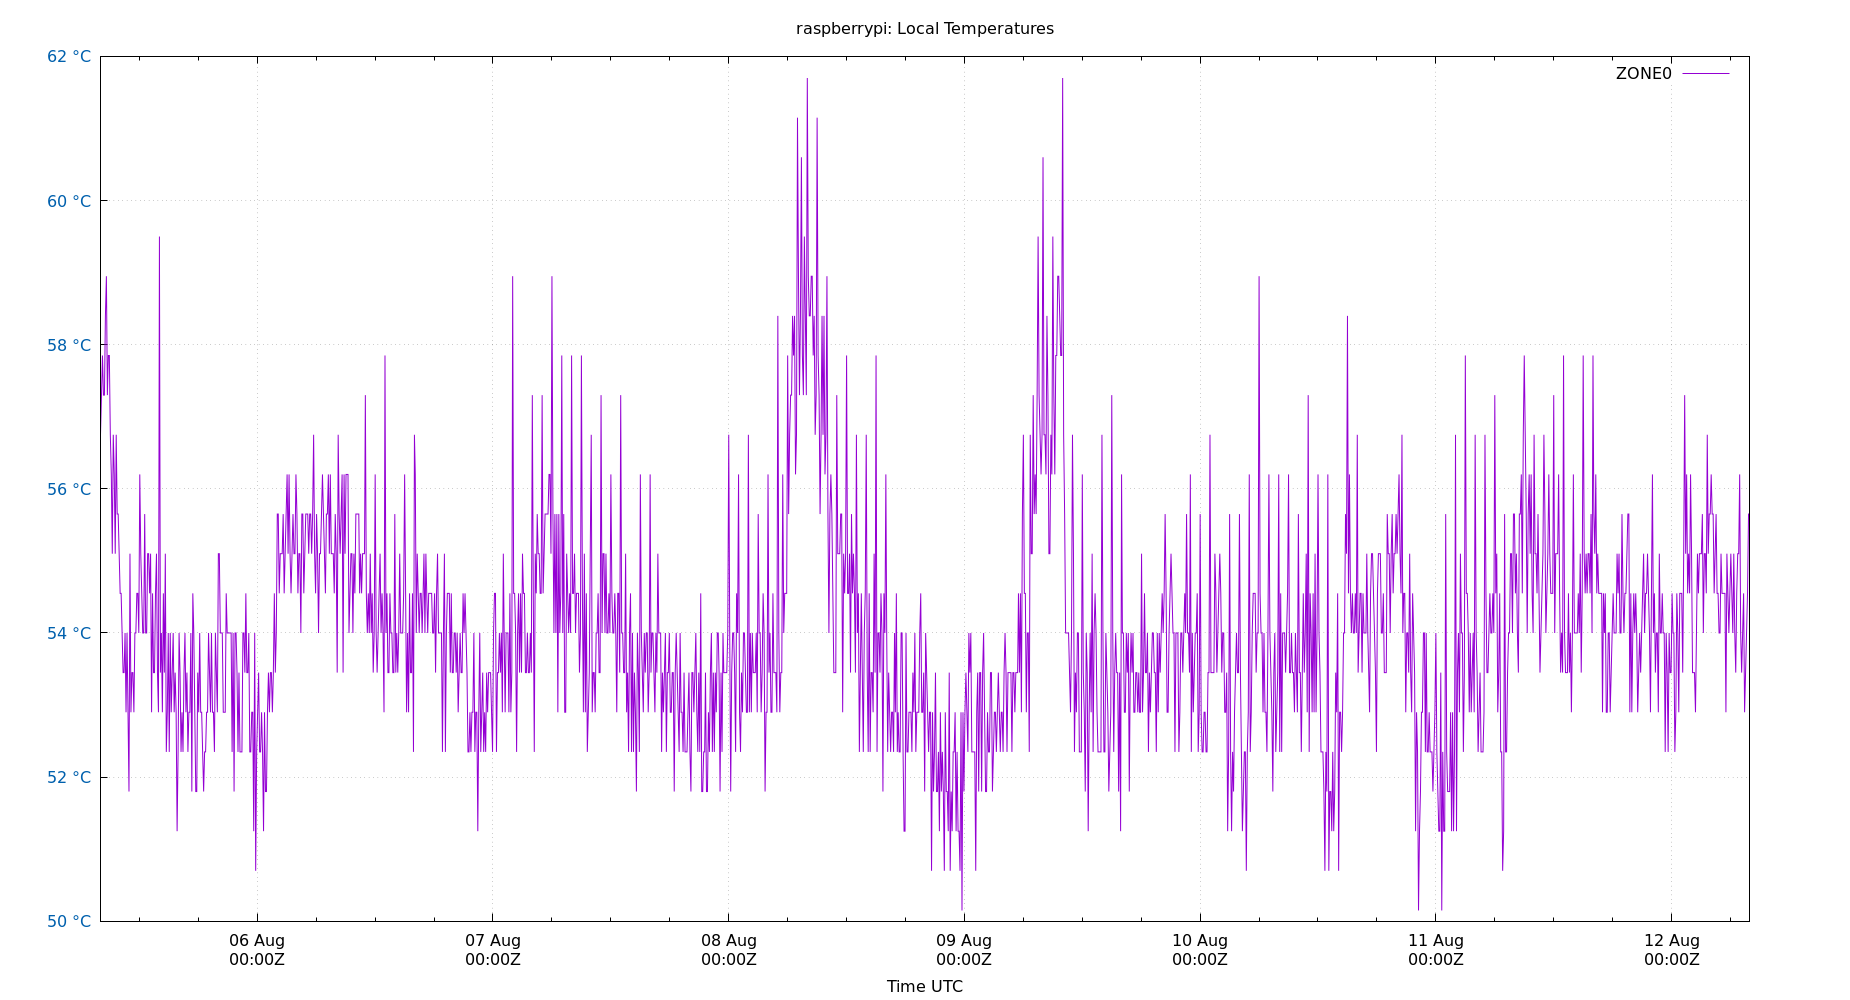 raspberrypi: Local Temperatures
62 °C
ZONE0
60 °C
58 °C
56 °C
54 °C
52 °C
50 °C
06 Aug 07 Aug 08 Aug 09 Aug 10 Aug 11 Aug 12 Aug
00:00Z 00:00Z 00:00Z 00:00Z 00:00Z 00:00Z 00:00Z
Time UTC